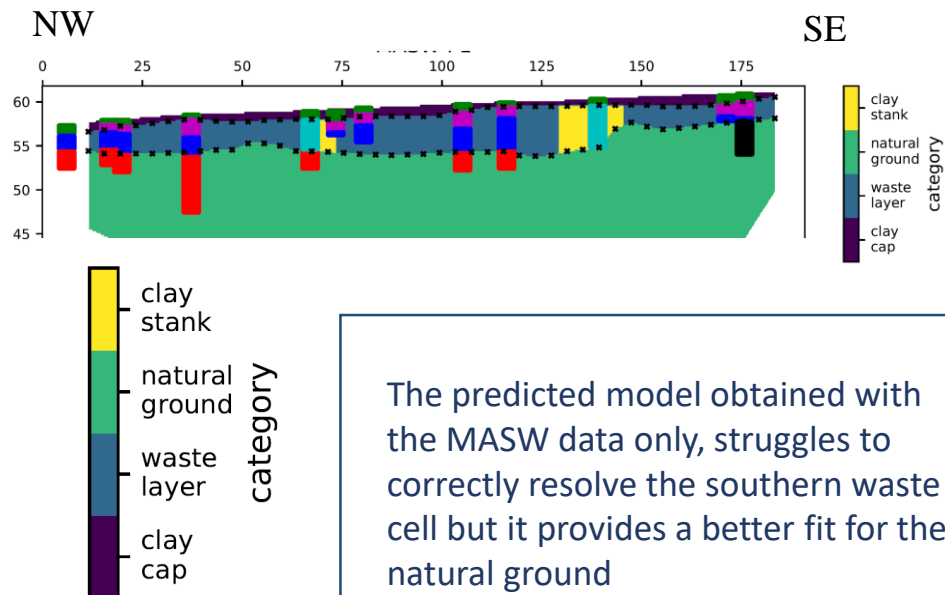 NW
SE
0 25 50 75 100 125 150 175
60
55
50
45
clay
stank
natural
ground
waste
layer
clay
cap
category
clay
stank
natural
ground
waste
layer
clay
cap
category
The predicted model obtained with
the MASW data only, struggles to
correctly resolve the southern waste
cell but it provides a better fit for the
natural ground